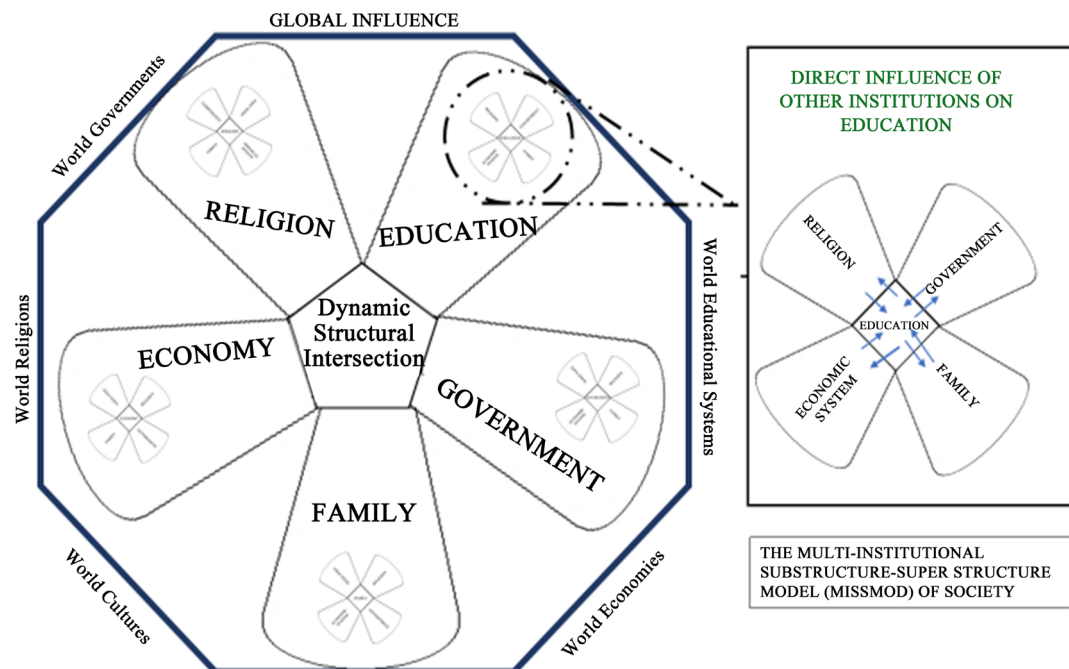 GLOBAL INFLUENCE
World Governments
World Religions
World Cultures
World Economies
World Educational Systems
RELIGION
EDUCATION
ECONOMY
Dynamic
Structural
Intersection
GOVERNMENT
FAMILY
DIRECT INFLUENCE OF
OTHER INSTITUTIONS ON
EDUCATION
RELIGION
GOVERNMENT
EDUCATION
ECONOMIC
SYSTEM
FAMILY
THE MULTI-INSTITUTIONAL
SUBSTRUCTURE-SUPER STRUCTURE
MODEL (MISSMOD) OF SOCIETY